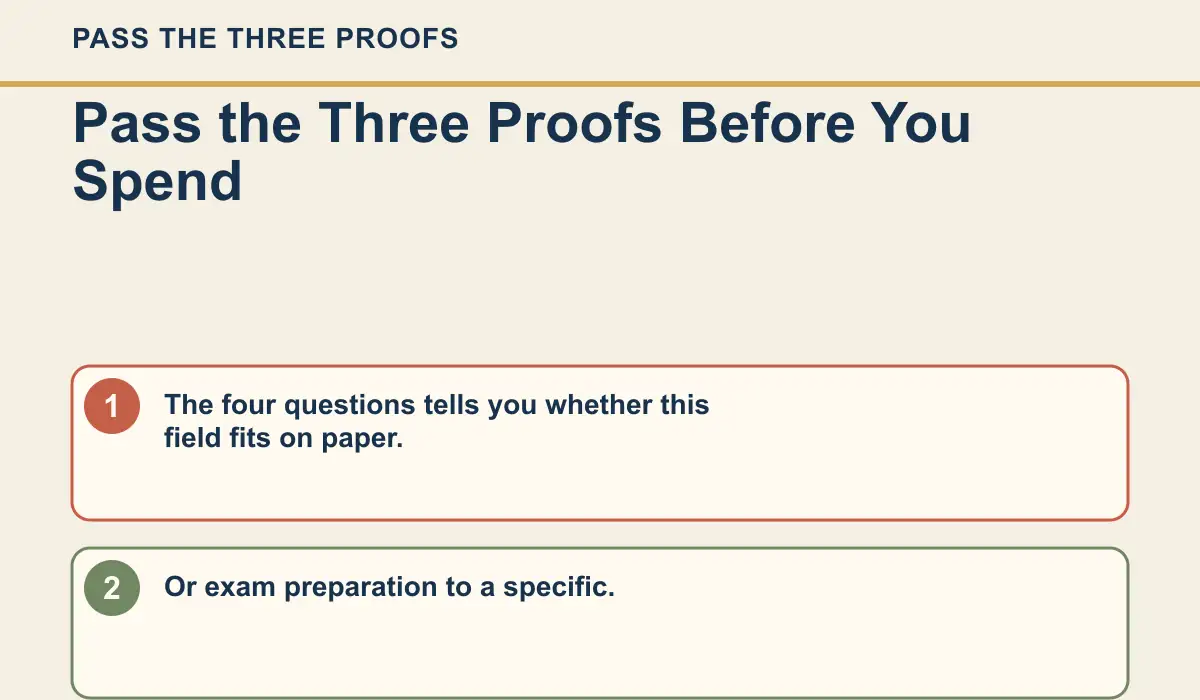 PASS THE THREE PROOFS
Pass the Three Proofs Before You
Spend
1
The four questions tells you whether this
field fits on paper.
2
Or exam preparation to a specific.